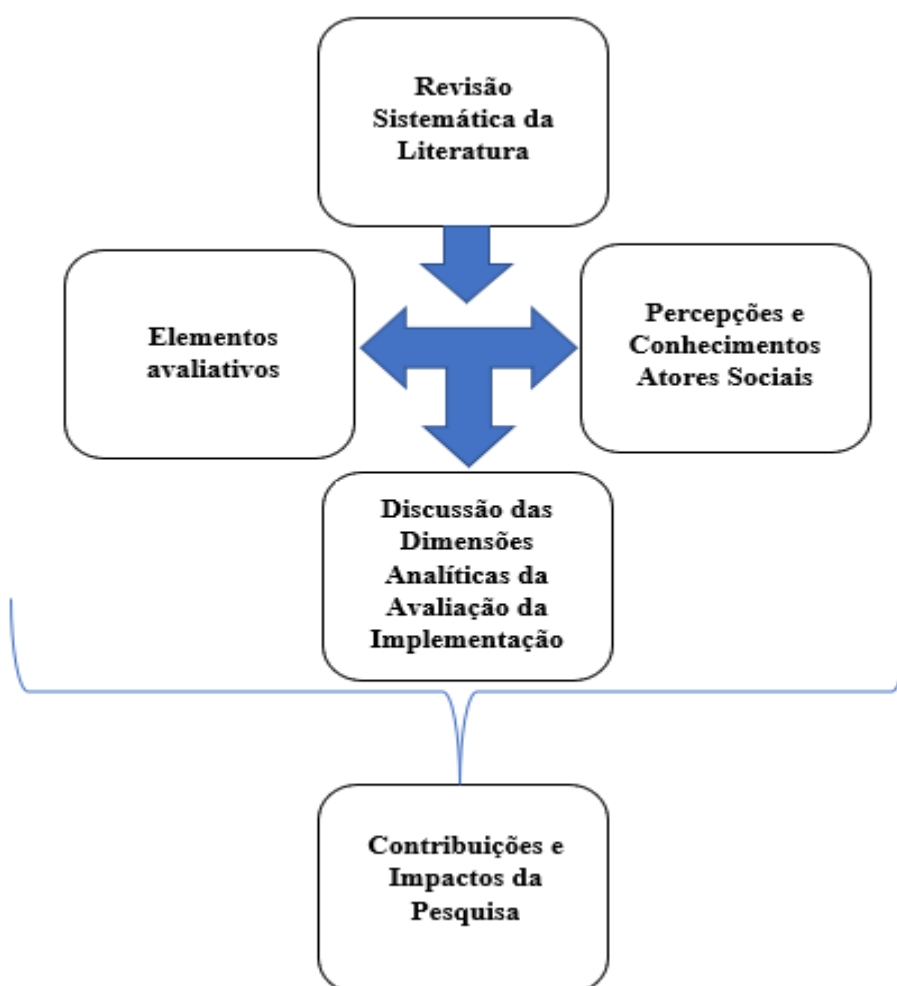 Revisão
Sistemática da
Literatura
Elementos
avaliativos
Percepções e
Conhecimentos
Atores Sociais
Discussão das
Dimensões
Analíticas da
Avaliação da
Implementação
Contribuições e
Impactos da
Pesquisa